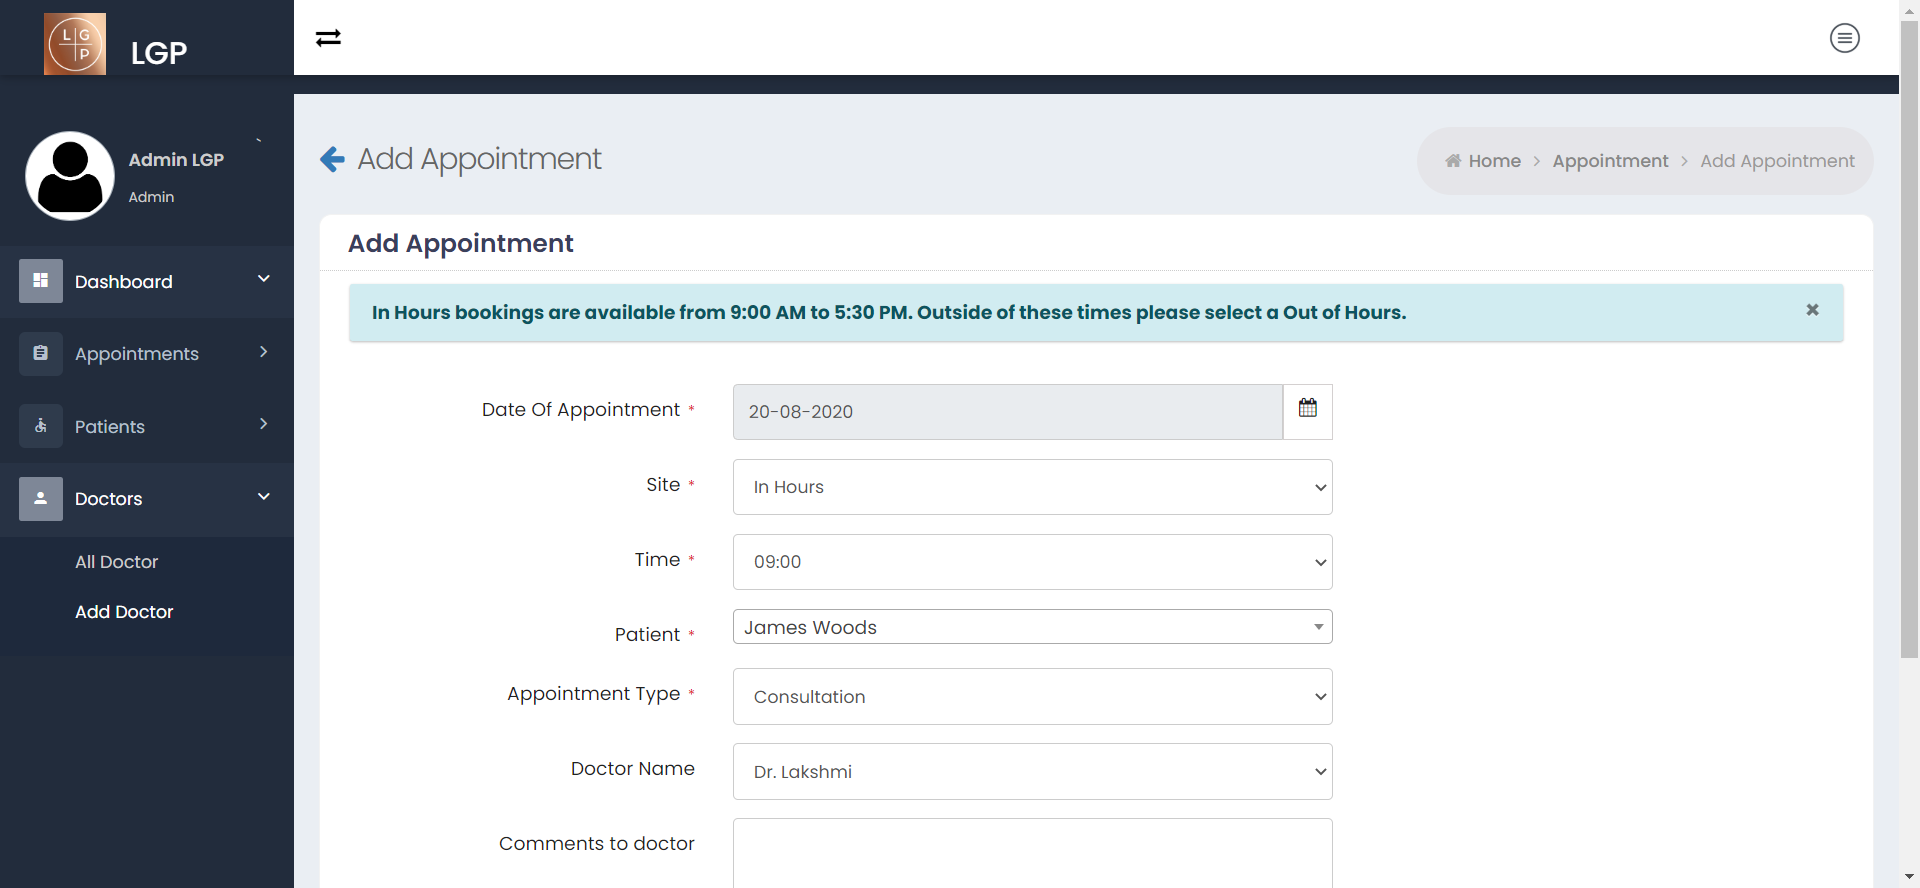 L G
P
LGP
Admin LGP
Admin
Dashboard
Appointments
Patients
Doctors
All Doctor
Add Doctor
Add Appointment
Home > Appointment > Add Appointment
Add Appointment
In Hours bookings are available from 9:00 AM to 5:30 PM. Outside of these times please select a Out of Hours. ×
Date Of Appointment * 20-08-2020
Site * In Hours
Time * 09:00
Patient * James Woods
Appointment Type * Consultation
Doctor Name Dr. Lakshmi
Comments to doctor